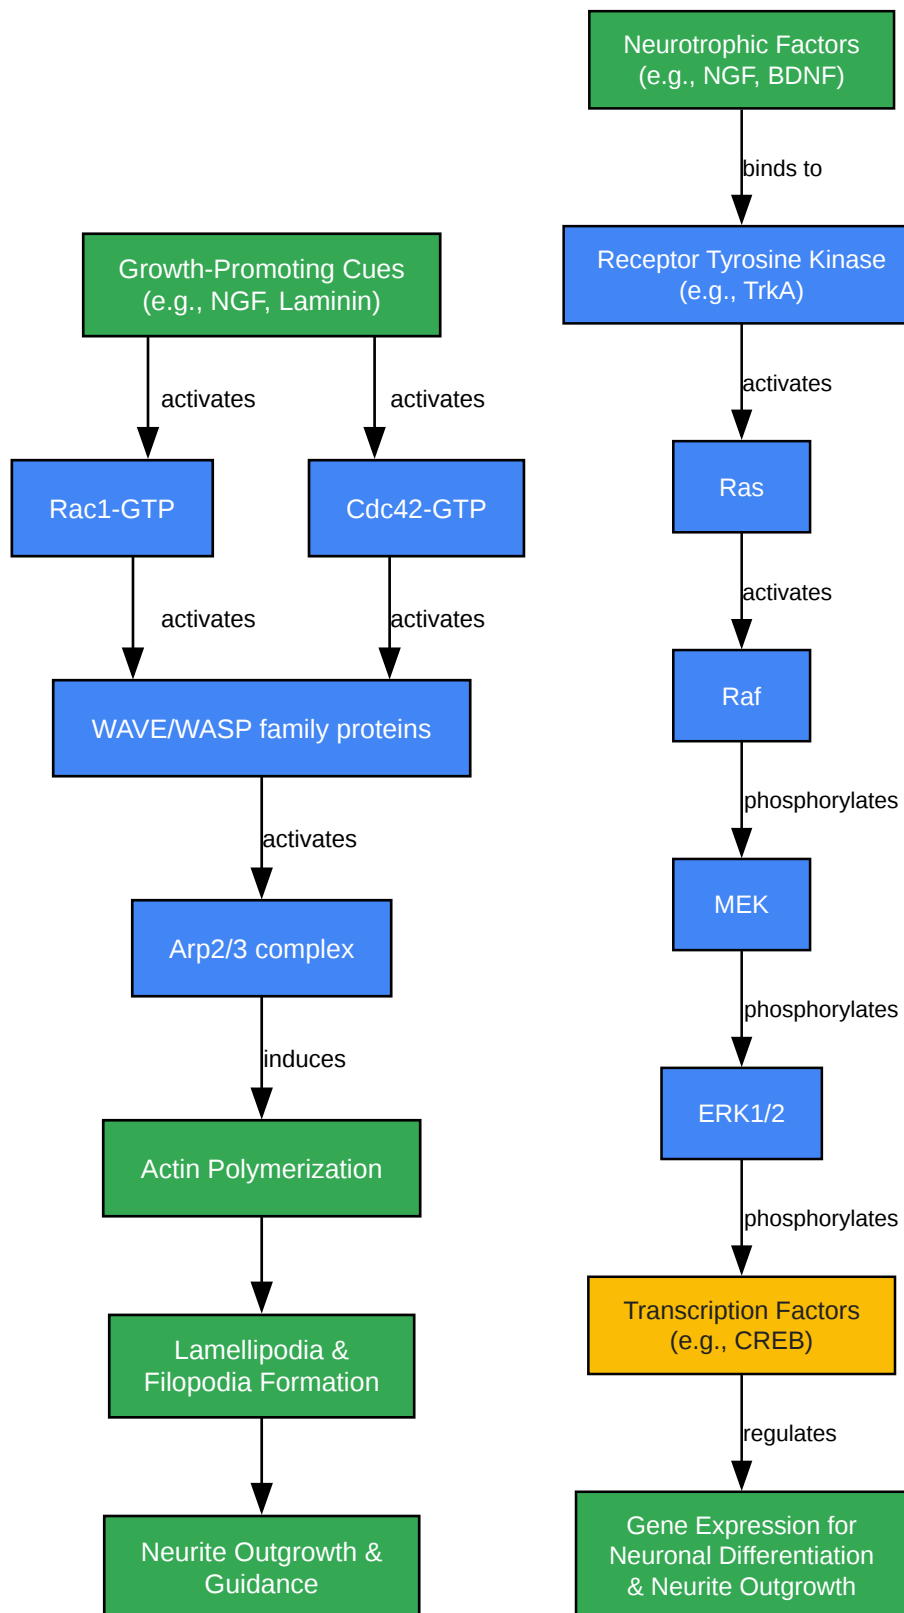 Growth-Promoting Cues
(e.g., NGF, Laminin)
activates
activates
Rac1-GTP
Cdc42-GTP
activates
activates
WAVE/WASP family proteins
activates
Arp2/3 complex
induces
Actin Polymerization
Lamellipodia &
Filopodia Formation
Neurite Outgrowth &
Guidance
Neurotrophic Factors
(e.g., NGF, BDNF)
binds to
Receptor Tyrosine Kinase
(e.g., TrkA)
activates
Ras
activates
Raf
phosphorylates
MEK
phosphorylates
ERK1/2
phosphorylates
Transcription Factors
(e.g., CREB)
regulates
Gene Expression for
Neuronal Differentiation
& Neurite Outgrowth